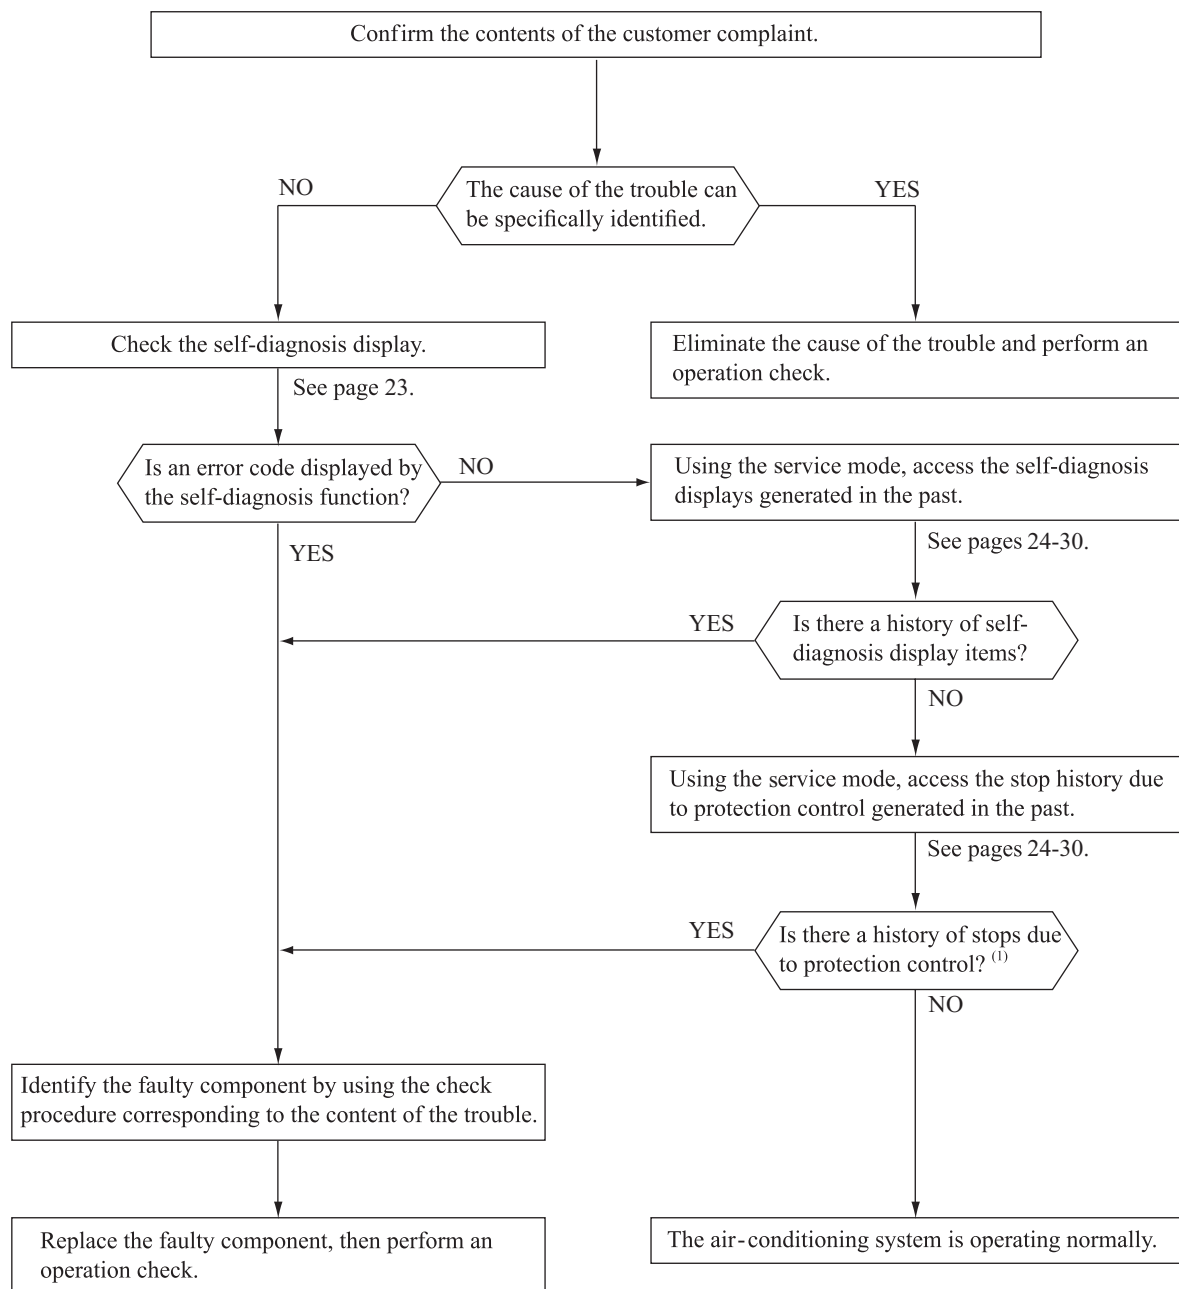 Confirm the contents of the customer complaint.
NO
The cause of the trouble can
be specifically identified.
YES
Check the self-diagnosis display.
Eliminate the cause of the trouble and perform an
operation check.
See page 23.
Is an error code displayed by
the self-diagnosis function?
NO
Using the service mode, access the self-diagnosis
displays generated in the past.
YES
See pages 24-30.
YES
Is there a history of self-
diagnosis display items?
NO
Using the service mode, access the stop history due
to protection control generated in the past.
See pages 24-30.
YES
Is there a history of stops due
to protection control? (1)
NO
Identify the faulty component by using the check
procedure corresponding to the content of the trouble.
Replace the faulty component, then perform an
operation check.
The air-conditioning system is operating normally.